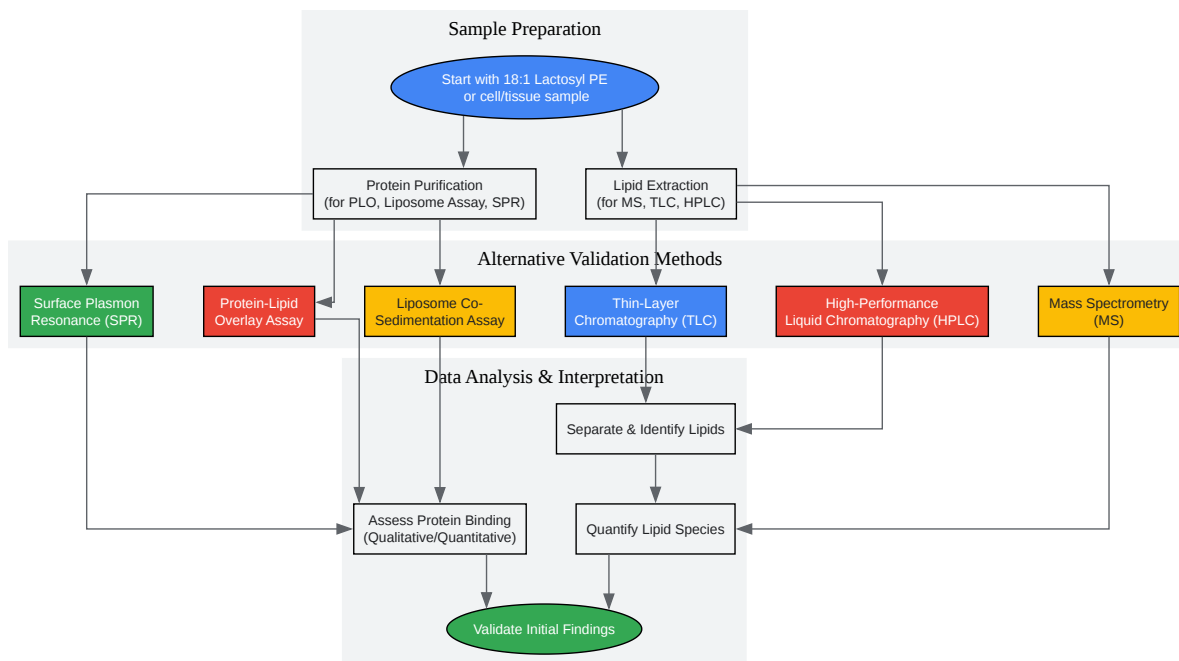 Sample Preparation
Start with 18:1 Lactosyl PE
or cell/tissue sample
Protein Purification
(for PLO, Liposome Assay, SPR)
Lipid Extraction
(for MS, TLC, HPLC)
Alternative Validation Methods
Surface Plasmon
Resonance (SPR)
Protein-Lipid
Overlay Assay
Liposome Co-
Sedimentation Assay
Thin-Layer
Chromatography (TLC)
High-Performance
Liquid Chromatography (HPLC)
Mass Spectrometry
(MS)
Data Analysis & Interpretation
Separate & Identify Lipids
Assess Protein Binding
(Qualitative/Quantitative)
Quantify Lipid Species
Validate Initial Findings